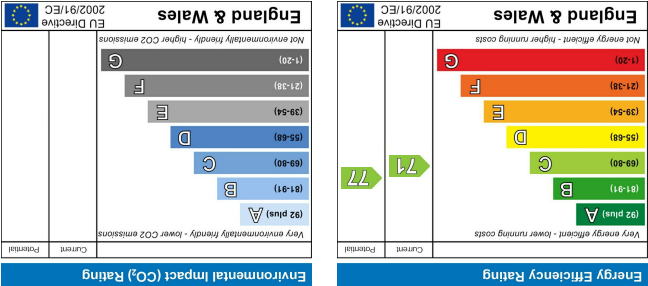 Energy Efficiency Rating
Current Potential
Very energy efficient - lower running costs
(92 plus) A
(81-91) B
(69-80) C
(55-68) D
(39-54) E
(21-38) F
(1-20) G
71
77
Not energy efficient - higher running costs
England & Wales
EU Directive
2002/91/EC
Environmental Impact (CO2) Rating
Current Potential
Very environmentally friendly - lower CO2 emissions
(92 plus) A
(81-91) B
(69-80) C
(55-68) D
(39-54) E
(21-38) F
(1-20) G
Not environmentally friendly - higher CO2 emissions
England & Wales
EU Directive
2002/91/EC